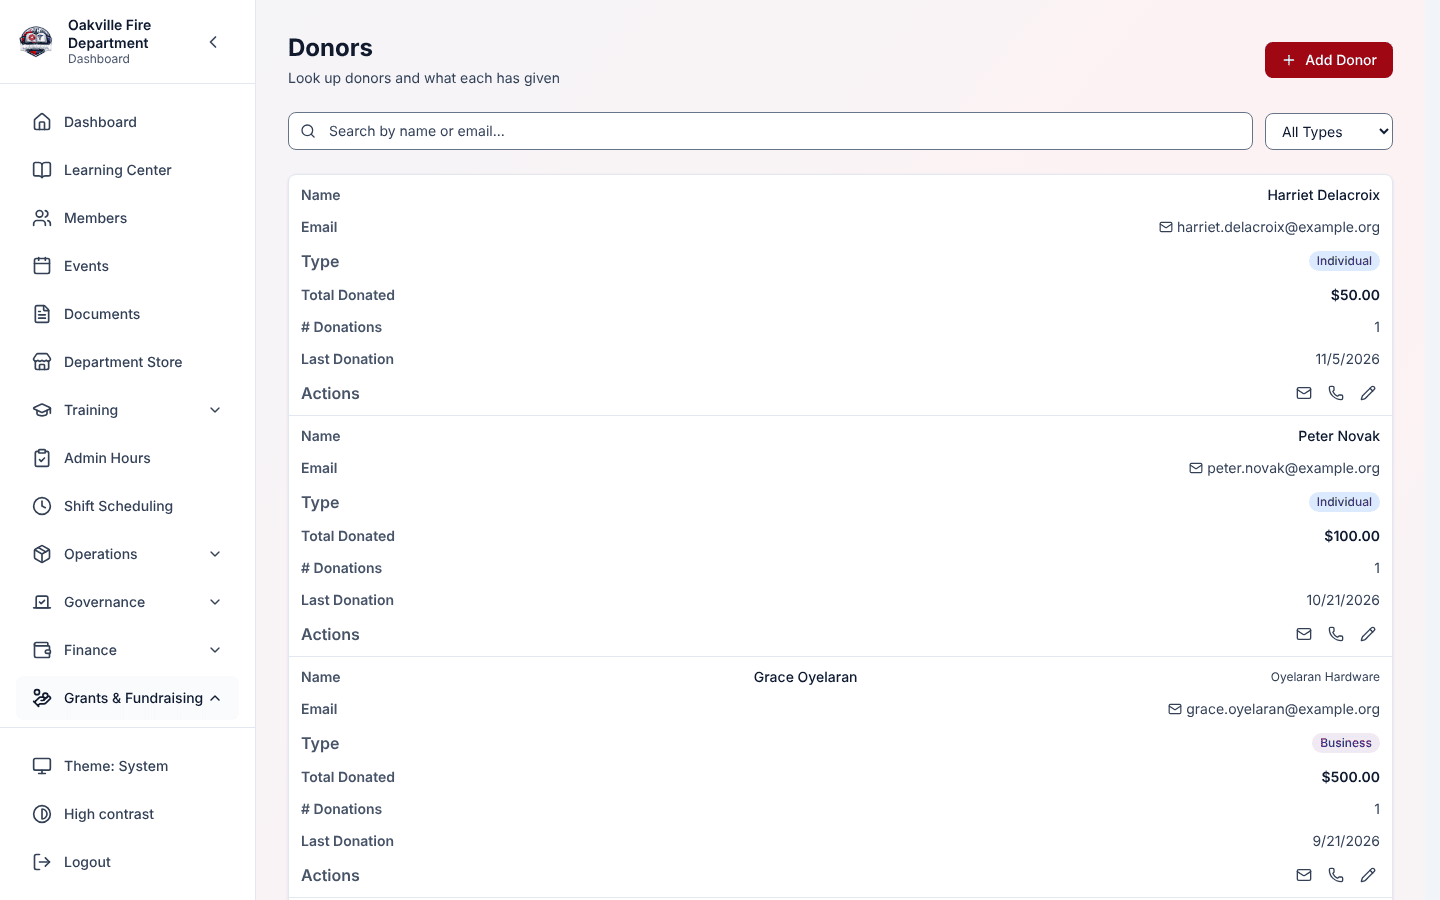 Oakville Fire
Department
Dashboard
Dashboard
Learning Center
Members
Events
Documents
Department Store
Training
Admin Hours
Shift Scheduling
Operations
Governance
Finance
Grants & Fundraising
Theme: System
High contrast
Logout
Donors
Look up donors and what each has given
Add Donor
Search by name or email...
All Types
Name Harriet Delacroix
Email harriet.delacroix@example.org
Type Individual
Total Donated $50.00
# Donations 1
Last Donation 11/5/2026
Actions
Name Peter Novak
Email peter.novak@example.org
Type Individual
Total Donated $100.00
# Donations 1
Last Donation 10/21/2026
Actions
Name Grace Oyelaran Oyelaran Hardware
Email grace.oyelaran@example.org
Type Business
Total Donated $500.00
# Donations 1
Last Donation 9/21/2026
Actions